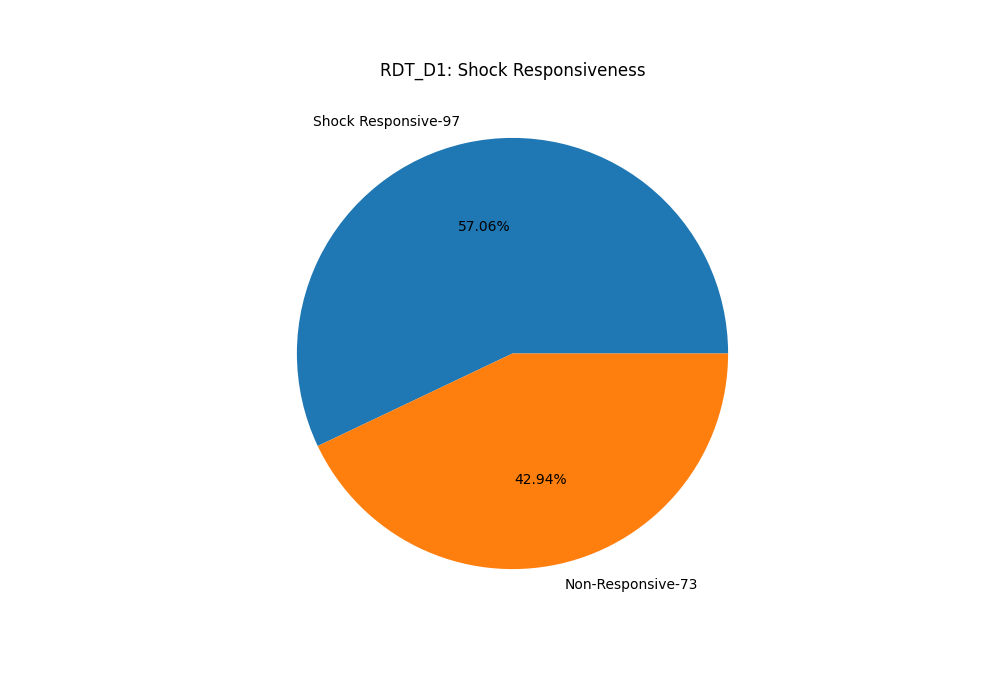 RDT_D1: Shock Responsiveness
Shock Responsive-97
57.06%
42.94%
Non-Responsive-73